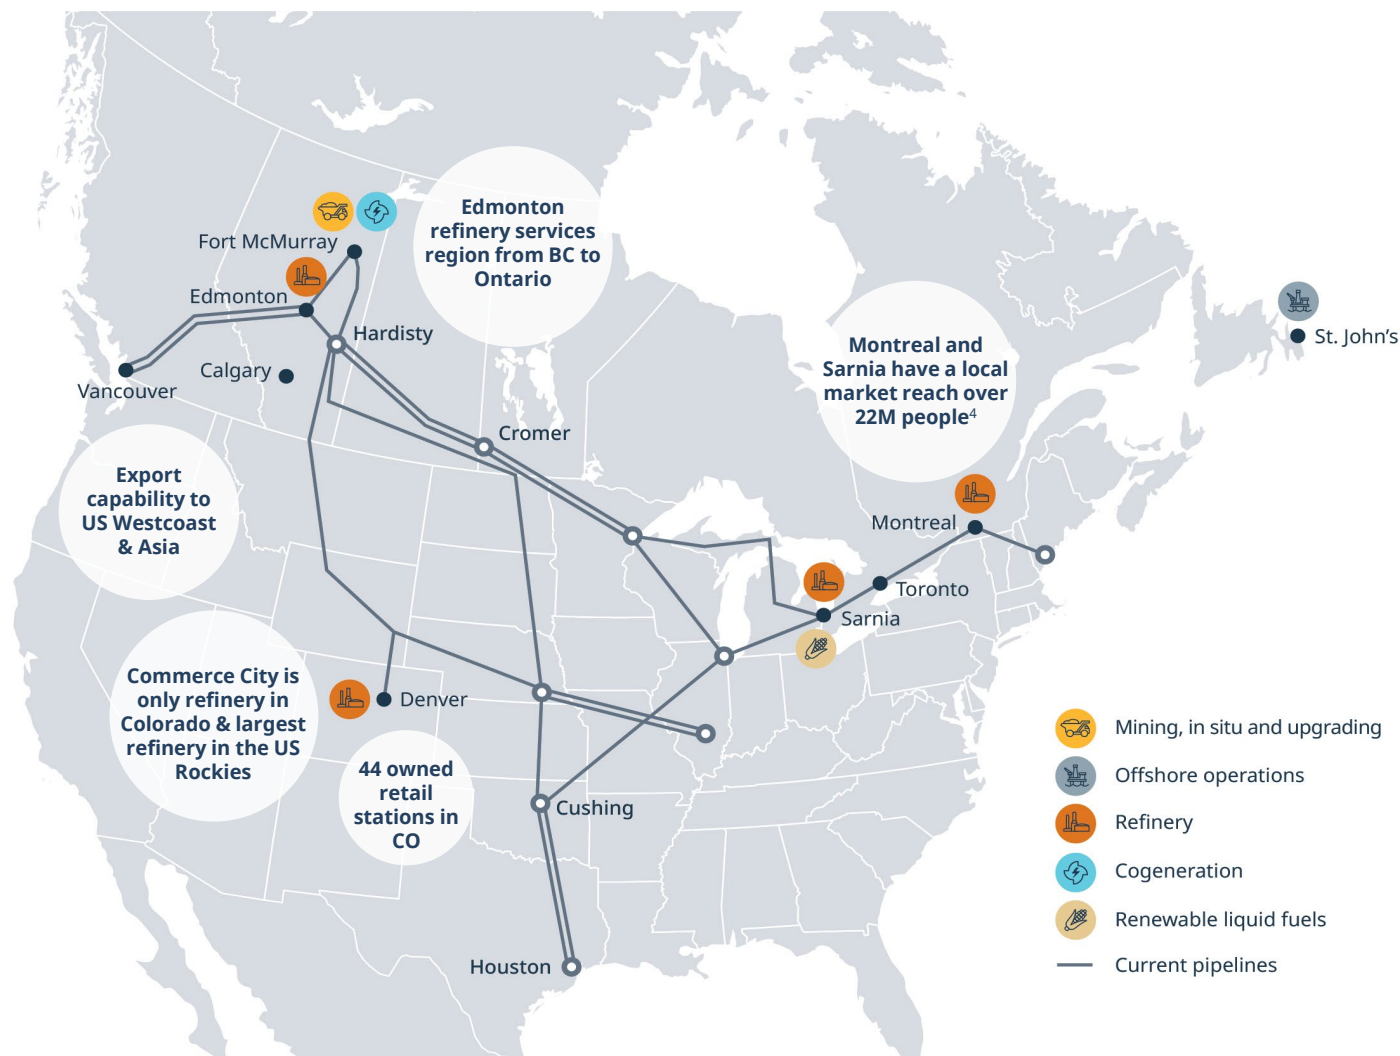 Edmonton
refinery services
region from BC to
Ontario
Fort McMurray
Edmonton
Hardisty
St. John's
Montreal and
Sarnia have a local
market reach over
22M people4
Calgary
Vancouver
Cromer
Export
capability to
US Westcoast
& Asia
Montreal
Toronto
Sarnia
Commerce City is
only refinery in
Colorado & largest
refinery in the US
Rockies
Denver
44 owned
retail
stations in
CO
Cushing
Houston
Mining, in situ and upgrading
Offshore operations
Refinery
Cogeneration
Renewable liquid fuels
Current pipelines